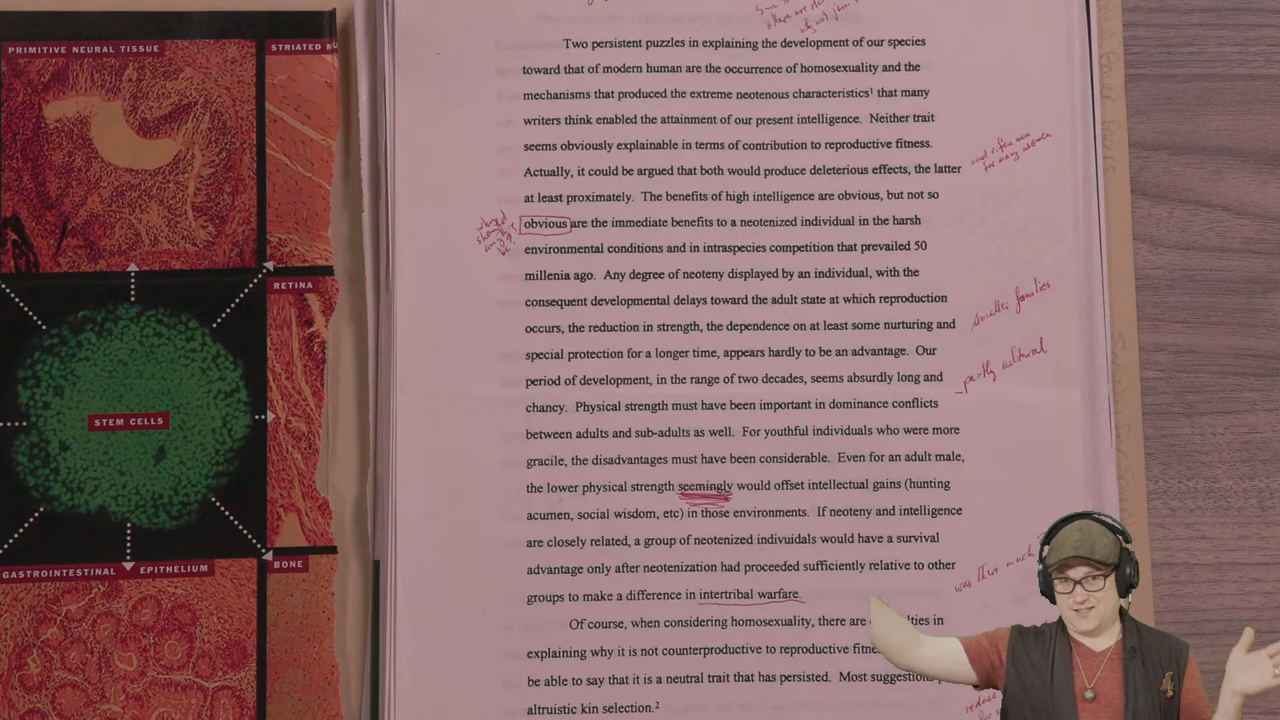 PRIMITIVE NEURAL TISSUE
STRIATED MU
RETINA
STEM CELLS
GASTROINTESTINAL EPITHELIUM
BONE
Two persistent puzzles in explaining the development of our species
toward that of modern human are the occurrence of homosexuality and the
mechanisms that produced the extreme neotenous characteristics¹ that many
writers think enabled the attainment of our present intelligence. Neither trait
seems obviously explainable in terms of contribution to reproductive fitness.
Actually, it could be argued that both would produce deleterious effects, the latter
at least proximately. The benefits of high intelligence are obvious, but not so
obvious are the immediate benefits to a neotenized individual in the harsh
environmental conditions and in intraspecies competition that prevailed 50
millenia ago. Any degree of neoteny displayed by an individual, with the
consequent developmental delays toward the adult state at which reproduction
occurs, the reduction in strength, the dependence on at least some nurturing and
special protection for a longer time, appears hardly to be an advantage. Our
period of development, in the range of two decades, seems absurdly long and
chancy. Physical strength must have been important in dominance conflicts
between adults and sub-adults as well. For youthful individuals who were more
gracile, the disadvantages must have been considerable. Even for an adult male,
the lower physical strength seemingly would offset intellectual gains (hunting
acumen, social wisdom, etc) in those environments. If neoteny and intelligence
are closely related, a group of neotenized indiviuidals would have a survival
advantage only after neotenization had proceeded sufficiently relative to other
groups to make a difference in intertribal warfare.
Of course, when considering homosexuality, there are
explaining why it is not counterproductive to reproductive
be able to say that it is a neutral trait that has persisted. Most
altruistic kin selection.²
for many women
smaller families
partly cultural
was there much